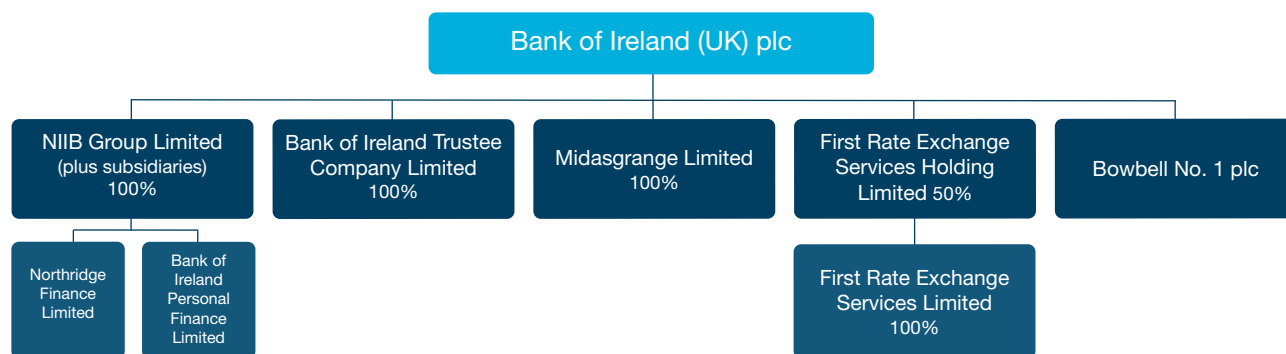 Bank of Ireland (UK) plc
NIIB Group Limited
(plus subsidiaries)
100%
Bank of Ireland Trustee
Company Limited
100%
Midasgrange Limited
100%
First Rate Exchange
Services Holding
Limited 50%
Bowbell No. 1 plc
Northridge
Finance
Limited
Bank of
Ireland
Personal
Finance
Limited
First Rate Exchange
Services Limited
100%